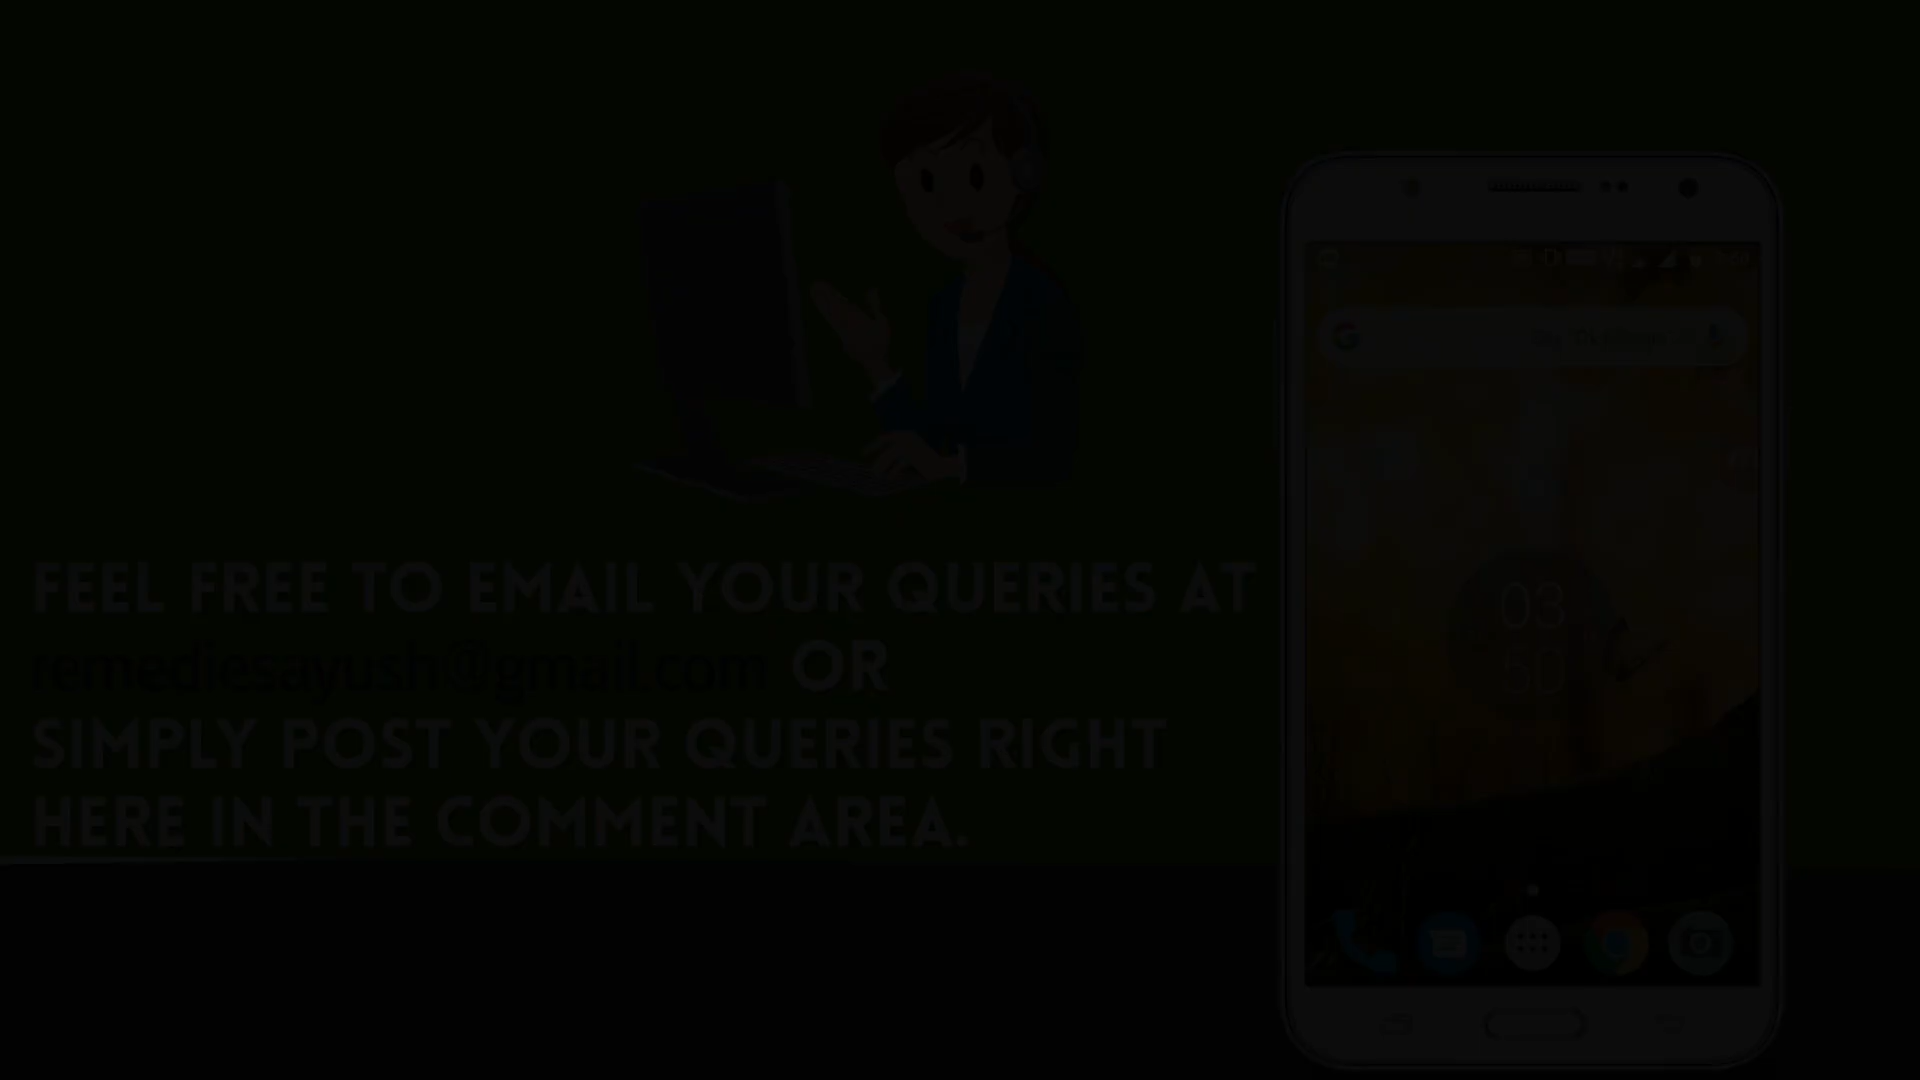 FEEL FREE TO EMAIL YOUR QUERIES AT
remediesayush@gmail.com OR
SIMPLY POST YOUR QUERIES RIGHT
HERE IN THE COMMENT AREA.
03
50